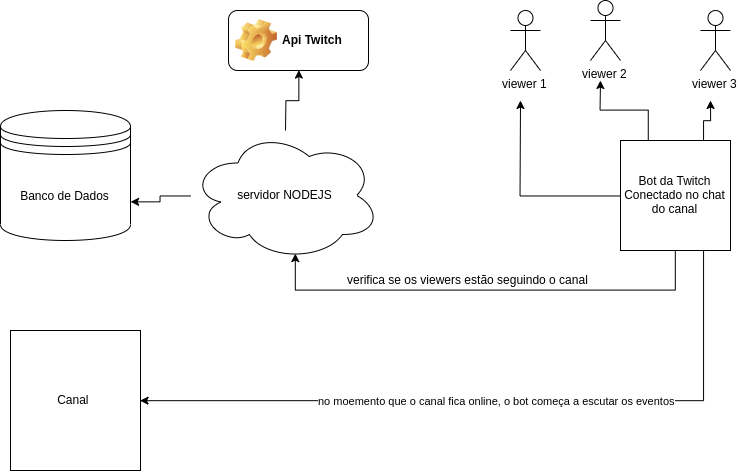 Api Twitch
viewer 1
viewer 2
viewer 3
Banco de Dados
servidor NODEJS
Bot da Twitch
Conectado no chat
do canal
verifica se os viewers estão seguindo o canal
Canal
no moemento que o canal fica online, o bot começa a escutar os eventos